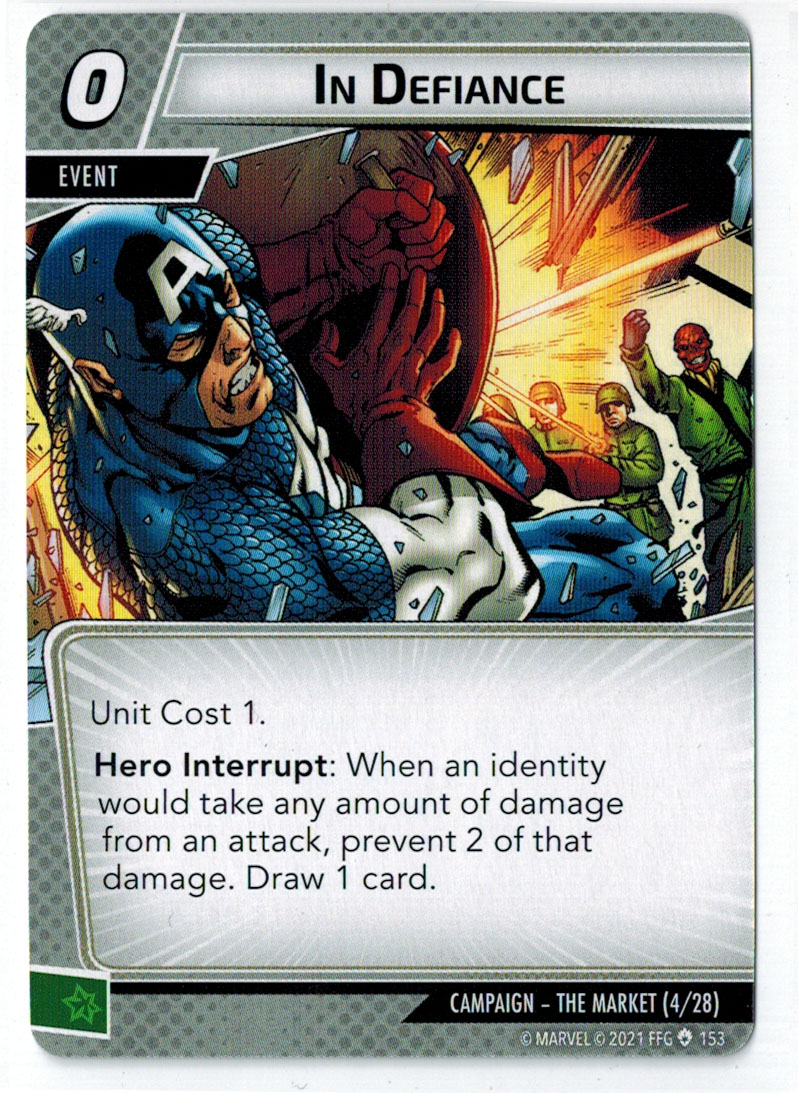 0
IN DEFIANCE
EVENT
A
Unit Cost 1.
Hero Interrupt: When an identity
would take any amount of damage
from an attack, prevent 2 of that
damage. Draw 1 card.
CAMPAIGN – THE MARKET (4/28)
© MARVEL © 2021 FFG 153